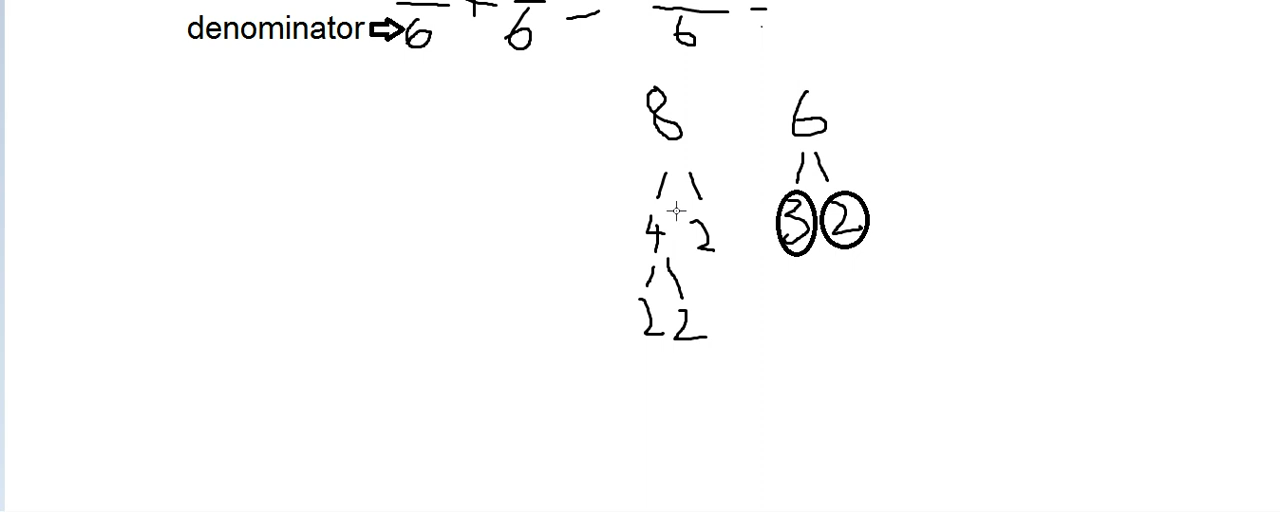 denominator ⇨ 6 + 6 — 6 =
8 6
4 2 3 2
2 2